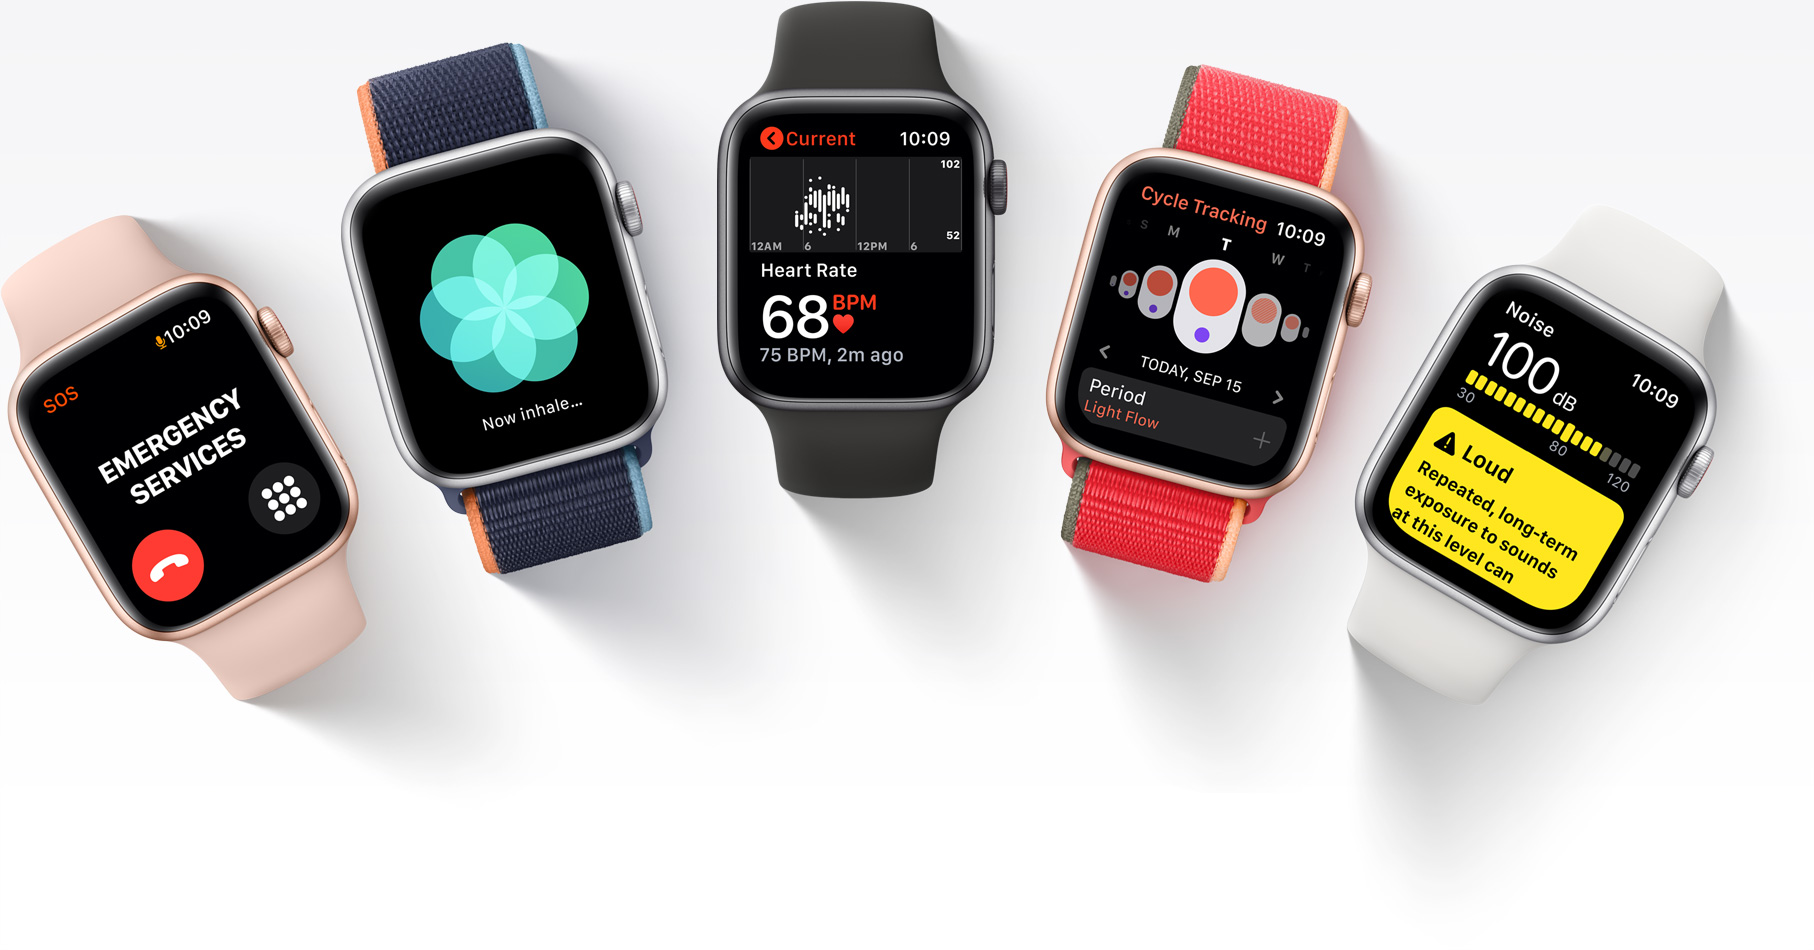 10:09
SOS
EMERGENCY
SERVICES
Now inhale...
Current 10:09
102
52
12AM 6 12PM 6
Heart Rate
68 BPM
75 BPM, 2m ago
Cycle Tracking 10:09
S M T W T
TODAY, SEP 15
Period
Light Flow
Noise
10:09
100 dB
30 80 120
Loud
Repeated, long-term
exposure to sounds
at this level can